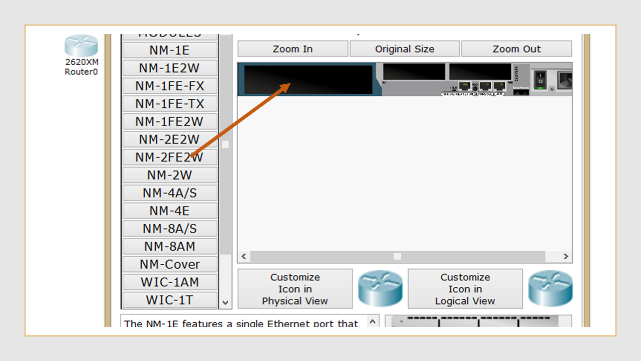 2620XM
Router0
MODULES
NM-1E
NM-1E2W
NM-1FE-FX
NM-1FE-TX
NM-1FE2W
NM-2E2W
NM-2FE2W
NM-2W
NM-4A/S
NM-4E
NM-8A/S
NM-8AM
NM-Cover
WIC-1AM
WIC-1T
Zoom In
Original Size
Zoom Out
Customize
Icon in
Physical View
Customize
Icon in
Logical View
The NM-1E features a single Ethernet port that